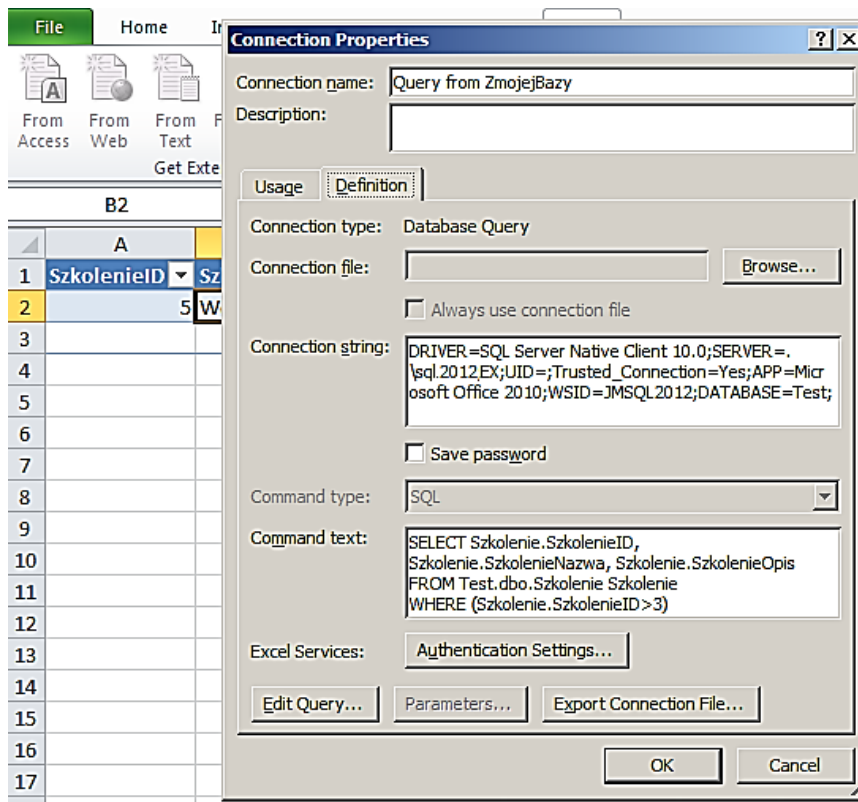 File Home
Connection Properties
Connection name: Query from ZmojejBazy
Description:
From Access
From Web
From Text
Usage Definition
B2
Connection type: Database Query
Connection file: Browse...
Always use connection file
Connection string: DRIVER=SQL Server Native Client 10.0;SERVER=.
\sql.2012,EX;UID=;Trusted_Connection=Yes;APP=Micr
osoft Office 2010;WSID=JMSQL2012;DATABASE=Test;
Save password
Command type: SQL
Command text: SELECT Szkolenie.SzkolenieID,
Szkolenie.SzkolenieNazwa, Szkolenie.SzkolenieOpis
FROM Test.dbo.Szkolenie Szkolenie
WHERE (Szkolenie.SzkolenieID>3)
Excel Services: Authentication Settings...
Edit Query... Parameters... Export Connection File...
OK Cancel
A
1 SzkolenieID
2 5
3
4
5
6
7
8
9
10
11
12
13
14
15
16
17